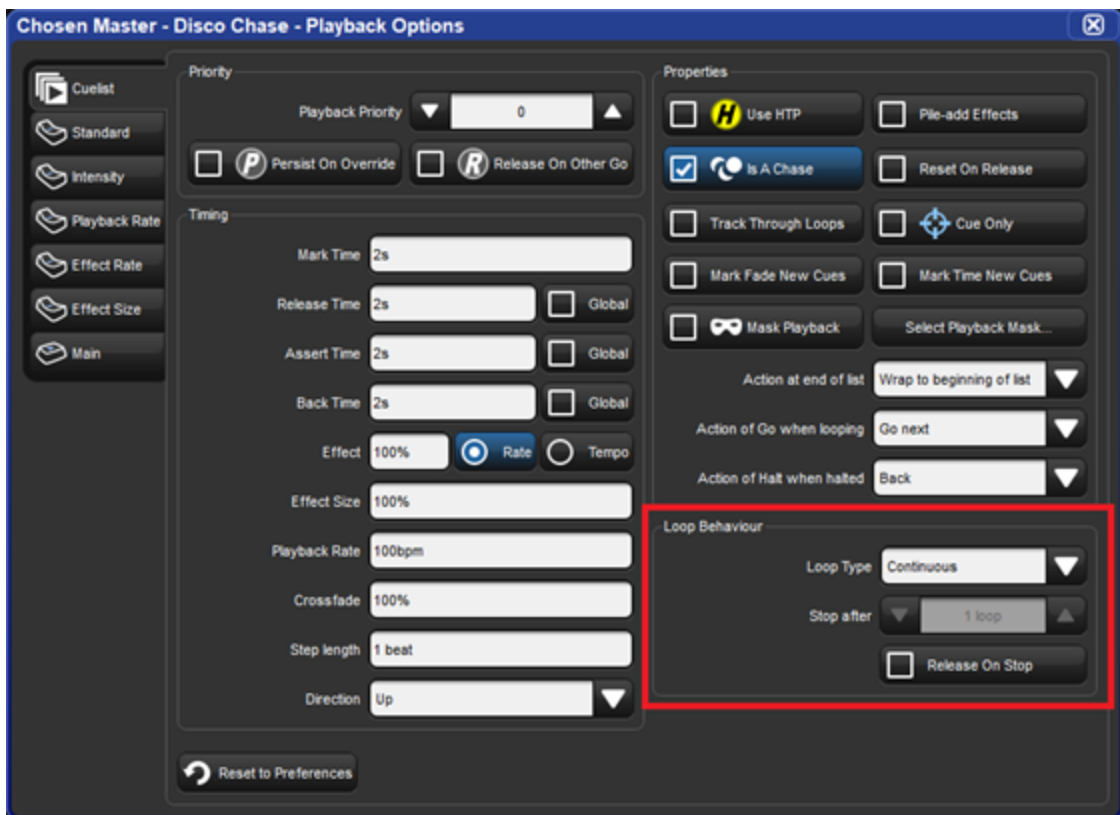 Chosen Master - Disco Chase - Playback Options
Cuelist
Standard
Intensity
Playback Rate
Effect Rate
Effect Size
Main
Priority
Playback Priority 0
P Persist On Override R Release On Other Go
Timing
Mark Time 2s
Release Time 2s Global
Assert Time 2s Global
Back Time 2s Global
Effect 100% Rate Tempo
Effect Size 100%
Playback Rate 100bpm
Crossfade 100%
Step length 1 beat
Direction Up
Reset to Preferences
Properties
H Use HTP Pile-add Effects
Is A Chase Reset On Release
Track Through Loops Cue Only
Mark Fade New Cues Mark Time New Cues
Mask Playback Select Playback Mask...
Action at end of list Wrap to beginning of list
Action of Go when looping Go next
Action of Halt when halted Back
Loop Behaviour
Loop Type Continuous
Stop after 1 loop
Release On Stop